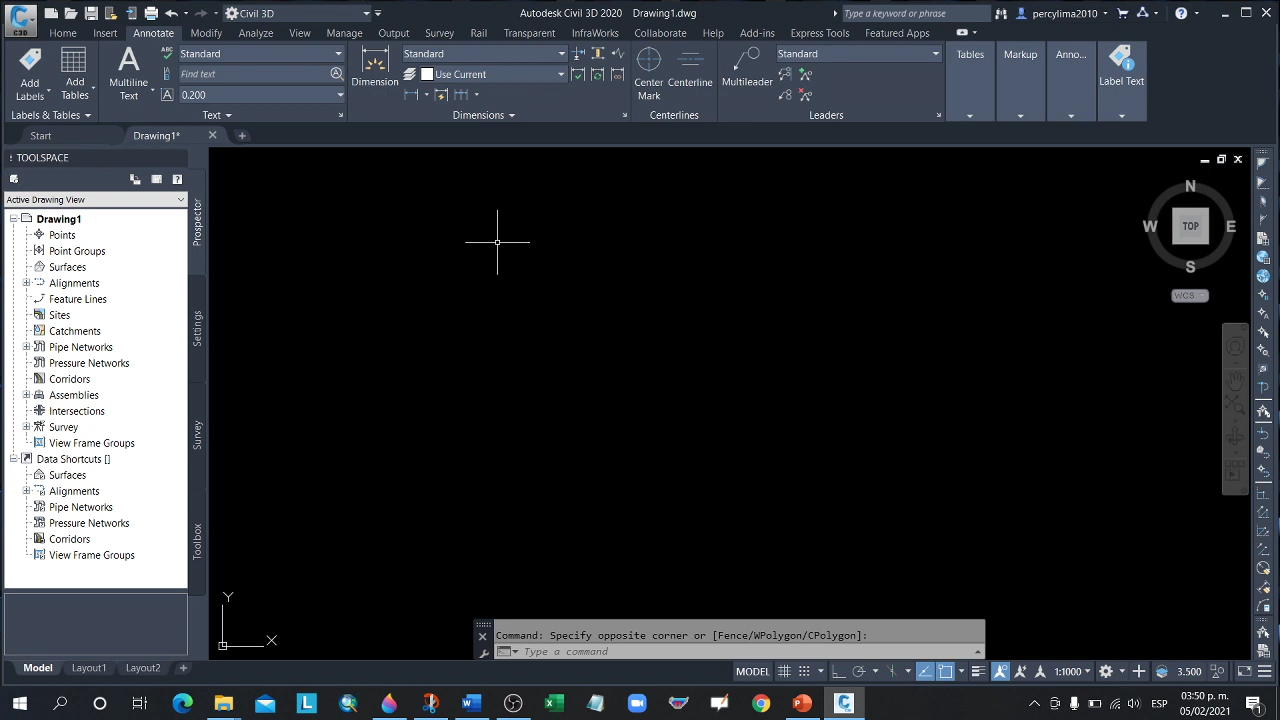 C3D
Civil 3D
Autodesk Civil 3D 2020 Drawing1.dwg
Type a keyword or phrase
percylima2010
Home Insert Annotate Modify Analyze View Manage Output Survey Rail Transparent InfraWorks Collaborate Help Add-ins Express Tools Featured Apps
Add Labels
Add Tables
Labels & Tables
Multiline Text
ABC
Standard
Find text
0.200
Text
Dimension
Standard
Use Current
Dimensions
Center Mark
Centerline
Centerlines
Multileader
Standard
Leaders
Tables
Markup
Anno...
Label Text
Start
Drawing1*
TOOLSPACE
Active Drawing View
Drawing1
Points
Point Groups
Surfaces
Alignments
Feature Lines
Sites
Catchments
Pipe Networks
Pressure Networks
Corridors
Assemblies
Intersections
Survey
View Frame Groups
Data Shortcuts []
Surfaces
Alignments
Pipe Networks
Pressure Networks
Corridors
View Frame Groups
Prospector
Settings
Survey
Toolbox
N
W
TOP
E
S
WCS
Y
X
Command: Specify opposite corner or [Fence/WPolygon/CPolygon]:
Type a command
Model Layout1 Layout2
MODEL
1:1000
3.500
ESP
03:50 p. m.
05/02/2021